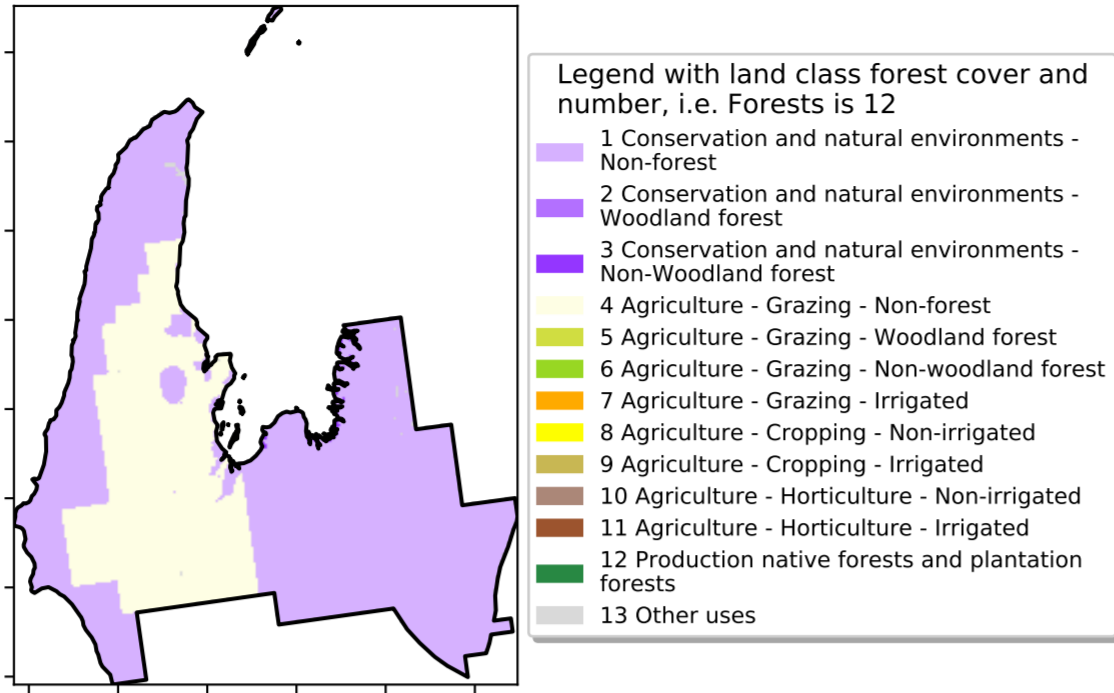 Legend with land class forest cover and
number, i.e. Forests is 12
1 Conservation and natural environments -
Non-forest
2 Conservation and natural environments -
Woodland forest
3 Conservation and natural environments -
Non-Woodland forest
4 Agriculture - Grazing - Non-forest
5 Agriculture - Grazing - Woodland forest
6 Agriculture - Grazing - Non-woodland forest
7 Agriculture - Grazing - Irrigated
8 Agriculture - Cropping - Non-irrigated
9 Agriculture - Cropping - Irrigated
10 Agriculture - Horticulture - Non-irrigated
11 Agriculture - Horticulture - Irrigated
12 Production native forests and plantation
forests
13 Other uses